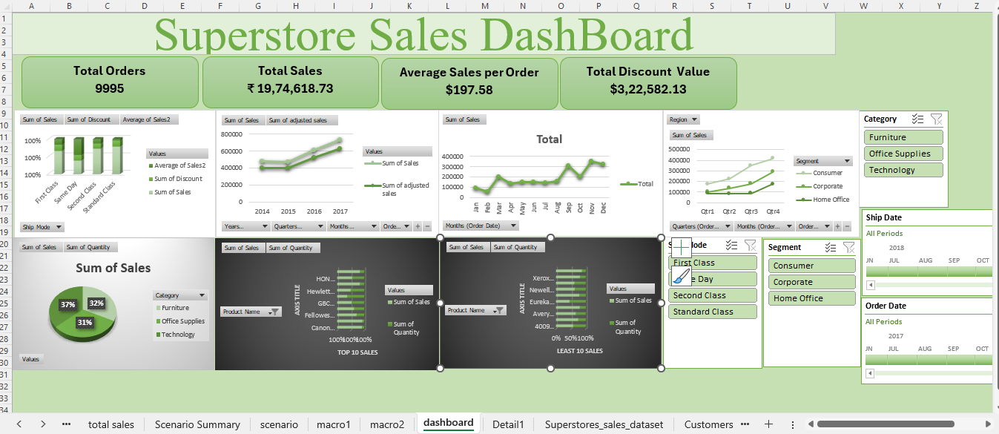 A B C D E F G H I J K L M N O P Q R S T U V W X Y Z
1
2
3
4
5
6
7
8
9
10
11
12
13
14
15
16
17
18
19
20
21
22
23
24
25
26
27
28
29
30
31
32
33
34
Superstore Sales DashBoard
Total Orders
9995
Total Sales
₹ 19,74,618.73
Average Sales per Order
$197.58
Total Discount Value
$3,22,582.13
Sum of Sales Sum of Discount Average of Sales2
100%
100%
100%
First Class
Same Day
Second Class
Standard Class
Values
Average of Sales2
Sum of Discount
Sum of Sales
Ship Mode
Sum of Sales Sum of adjusted sales
800000
600000
400000
200000
0
2014 2015 2016 2017
Values
Sum of Sales
Sum of adjusted
sales
Years... Quarters... Months... Orde... + −
Sum of Sales
Total
400000
300000
200000
100000
0
Jan Feb Mar Apr May Jun Jul Aug Sep Oct Nov Dec
Total
Months (Order Date)
Region
Sum of Sales
500000
400000
300000
200000
100000
0
Qtr1 Qtr2 Qtr3 Qtr4
Segment
Consumer
Corporate
Home Office
Quarters (Order... Months (Order... Order... + −
Category
Furniture
Office Supplies
Technology
Ship Date
All Periods
2018
JN JUL AUG SEP OCT
Order Date
All Periods
2017
JN JUL AUG SEP OCT
Sum of Sales Sum of Quantity
Sum of Sales
37% 32%
31%
Category
Furniture
Office Supplies
Technology
Values
Sum of Sales Sum of Quantity
Product Name
AXIS TITLE
HON...
Hewlett...
GBC...
Fellowes...
Canon...
100%100%100%
TOP 10 SALES
Values
Sum of Sales
Sum of
Quantity
Sum of Sales Sum of Quantity
Product Name
AXIS TITLE
Xerox...
Newell...
Eureka...
Avery...
4009...
0% 50%100%
LEAST 10 SALES
Values
Sum of Sales
Sum of
Quantity
S ode
First Class
e Day
Second Class
Standard Class
Segment
Consumer
Corporate
Home Office
total sales Scenario Summary scenario macro1 macro2 dashboard Detail1 Superstores_sales_dataset Customers ••• +